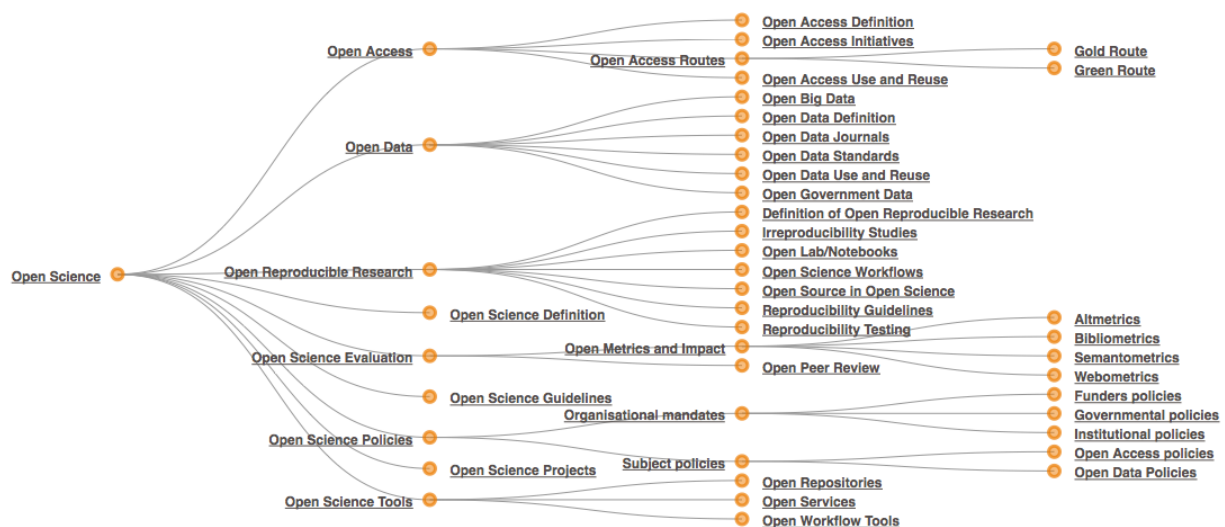 Open Science
Open Access
Open Access Definition
Open Access Initiatives
Open Access Routes
Gold Route
Green Route
Open Access Use and Reuse
Open Data
Open Big Data
Open Data Definition
Open Data Journals
Open Data Standards
Open Data Use and Reuse
Open Government Data
Open Reproducible Research
Definition of Open Reproducible Research
Irreproducibility Studies
Open Lab/Notebooks
Open Science Workflows
Open Source in Open Science
Reproducibility Guidelines
Reproducibility Testing
Open Science Definition
Open Science Evaluation
Open Metrics and Impact
Altmetrics
Bibliometrics
Semantometrics
Webometrics
Open Peer Review
Open Science Guidelines
Open Science Policies
Organisational mandates
Funders policies
Governmental policies
Institutional policies
Subject policies
Open Access policies
Open Data Policies
Open Science Projects
Open Science Tools
Open Repositories
Open Services
Open Workflow Tools